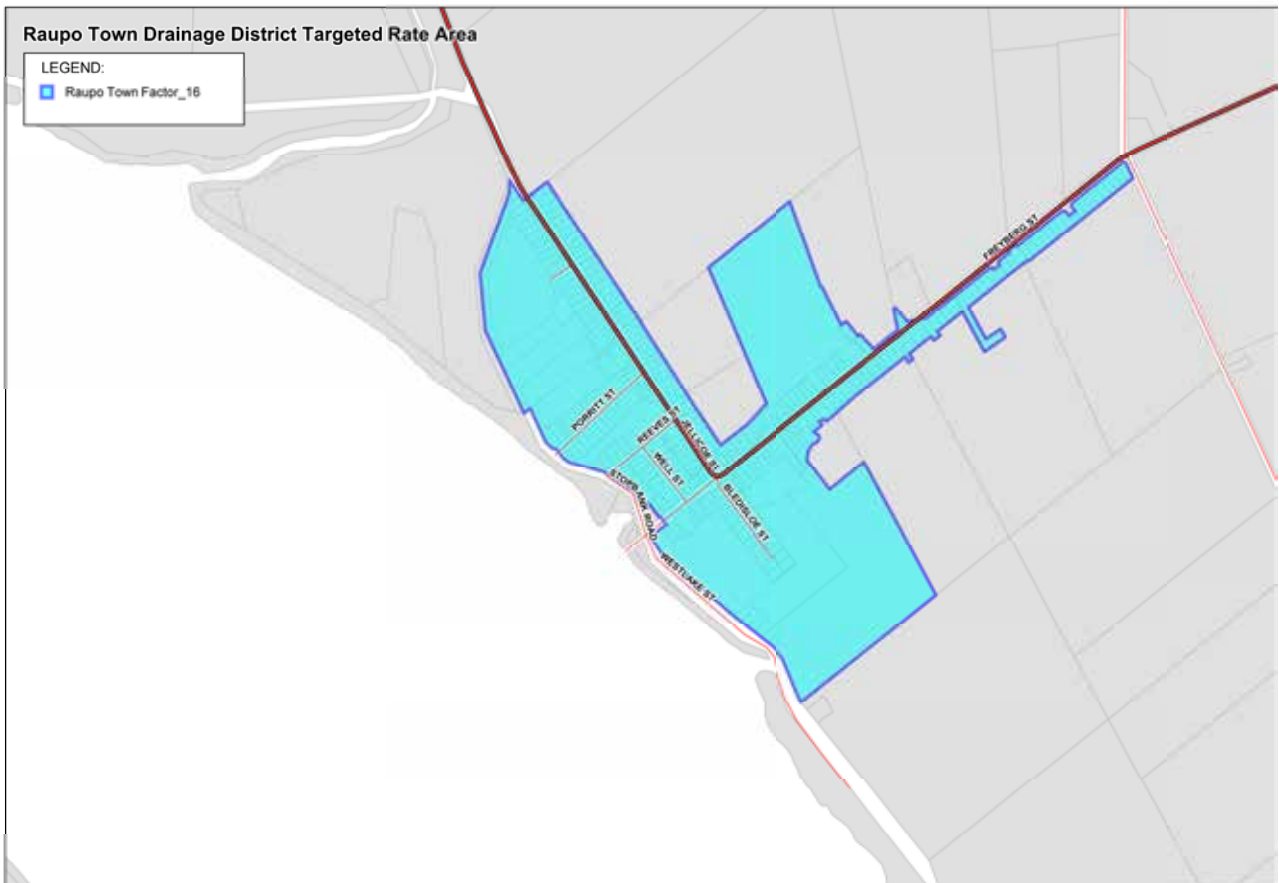 Raupo Town Drainage District Targeted Rate Area
LEGEND:
Raupo Town Factor_16
FREYBERG ST
PORRITT ST
REEVES ST
JELLICOE ST
WELL ST
STOPBANK ROAD
BLEDISLOE ST
WESTLAKE ST